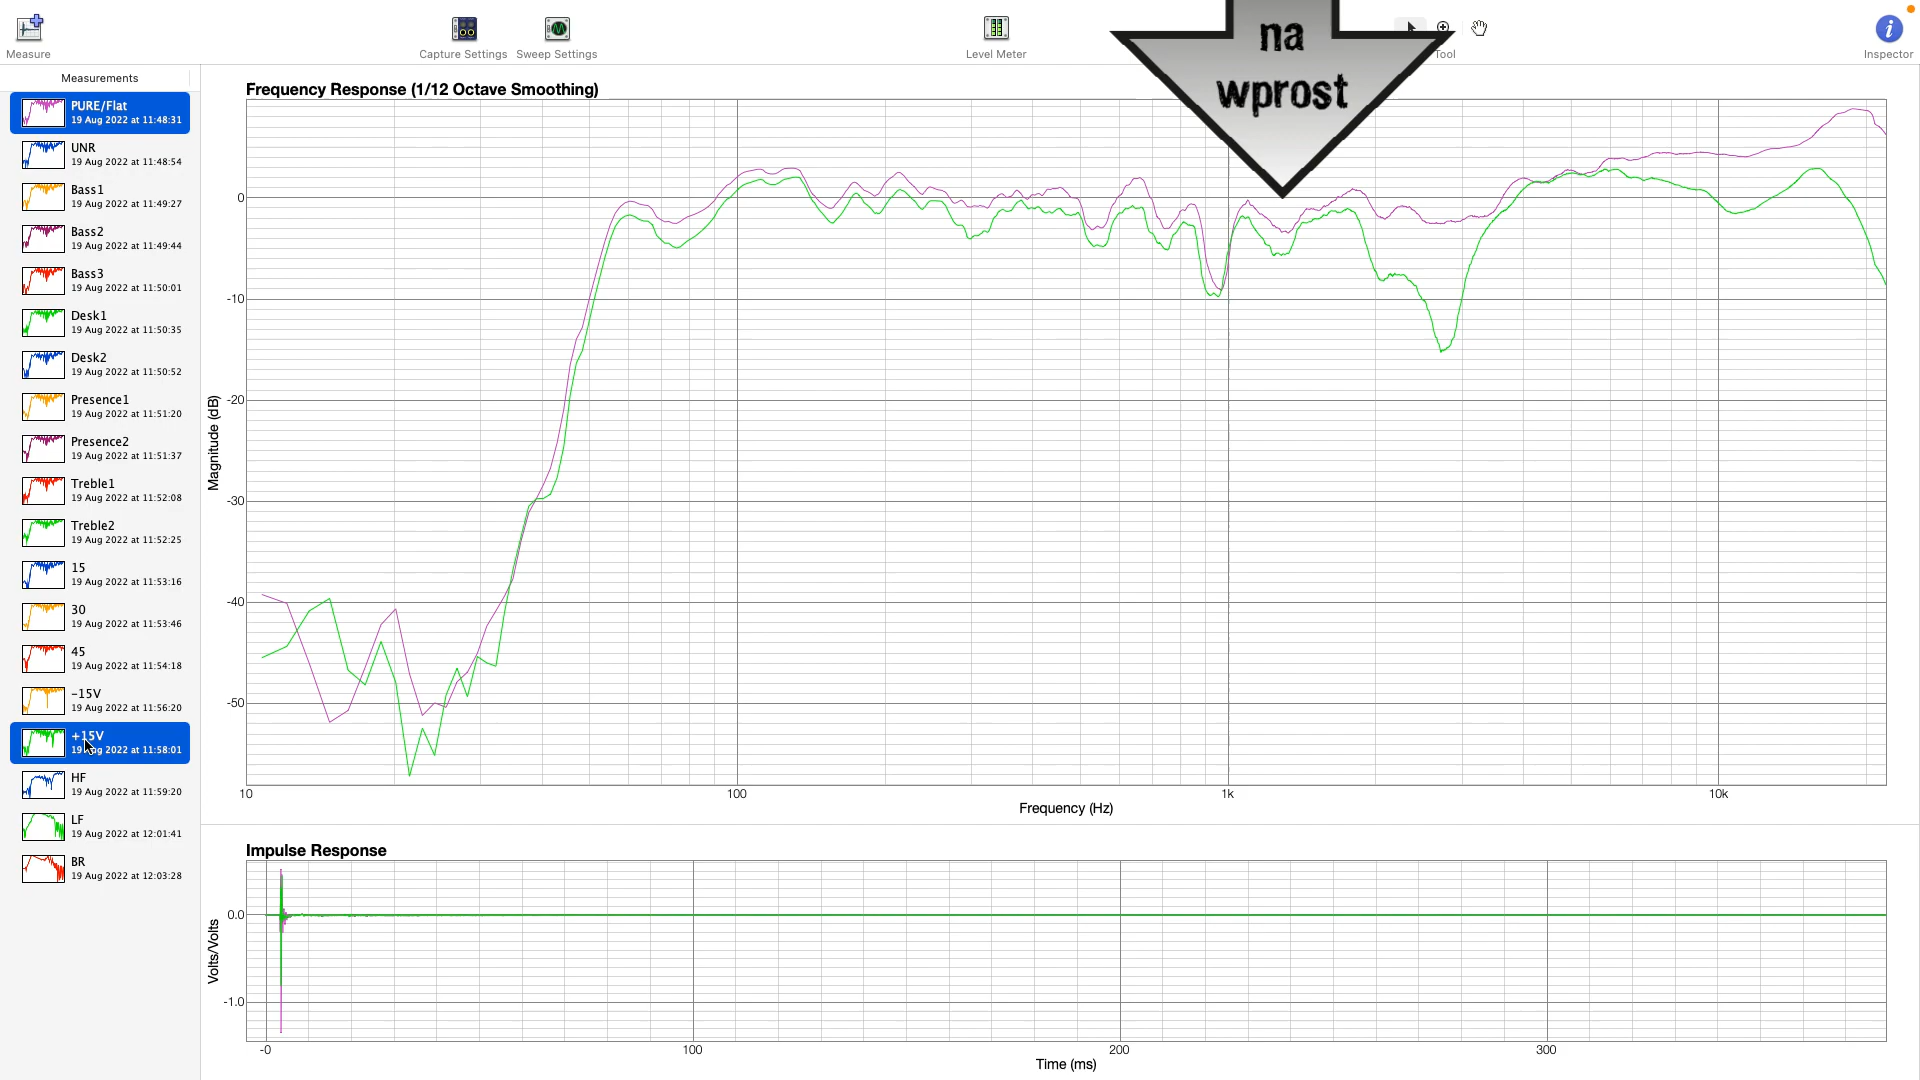 Measure
Capture Settings
Sweep Settings
Level Meter
Tool
Inspector
na
wprost
Measurements
PURE/Flat
19 Aug 2022 at 11:48:31
UNR
19 Aug 2022 at 11:48:54
Bass1
19 Aug 2022 at 11:49:27
Bass2
19 Aug 2022 at 11:49:44
Bass3
19 Aug 2022 at 11:50:01
Desk1
19 Aug 2022 at 11:50:35
Desk2
19 Aug 2022 at 11:50:52
Presence1
19 Aug 2022 at 11:51:20
Presence2
19 Aug 2022 at 11:51:37
Treble1
19 Aug 2022 at 11:52:08
Treble2
19 Aug 2022 at 11:52:25
15
19 Aug 2022 at 11:53:16
30
19 Aug 2022 at 11:53:46
45
19 Aug 2022 at 11:54:18
-15V
19 Aug 2022 at 11:56:20
+15V
19 Aug 2022 at 11:58:01
HF
19 Aug 2022 at 11:59:20
LF
19 Aug 2022 at 12:01:41
BR
19 Aug 2022 at 12:03:28
Frequency Response (1/12 Octave Smoothing)
Magnitude (dB)
0
-10
-20
-30
-40
-50
10
100
1k
10k
Frequency (Hz)
Impulse Response
Volts/Volts
0.0
-1.0
-0
100
200
300
Time (ms)